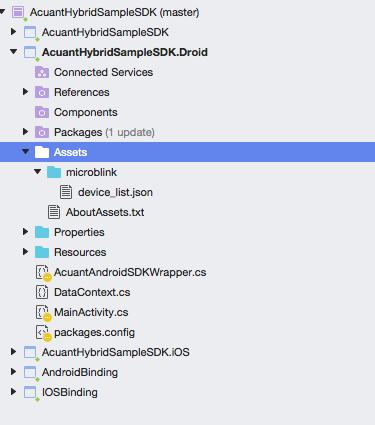 AcuantHybridSampleSDK (master)
AcuantHybridSampleSDK
AcuantHybridSampleSDK.Droid
Connected Services
References
Components
Packages (1 update)
Assets
microblink
device_list.json
AboutAssets.txt
Properties
Resources
AcuantAndroidSDKWrapper.cs
DataContext.cs
MainActivity.cs
packages.config
AcuantHybridSampleSDK.iOS
AndroidBinding
IOSBinding